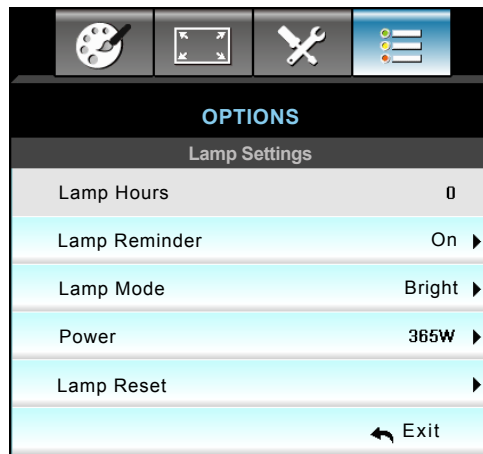 OPTIONS
Lamp Settings
Lamp Hours 0
Lamp Reminder On
Lamp Mode Bright
Power 365W
Lamp Reset
Exit